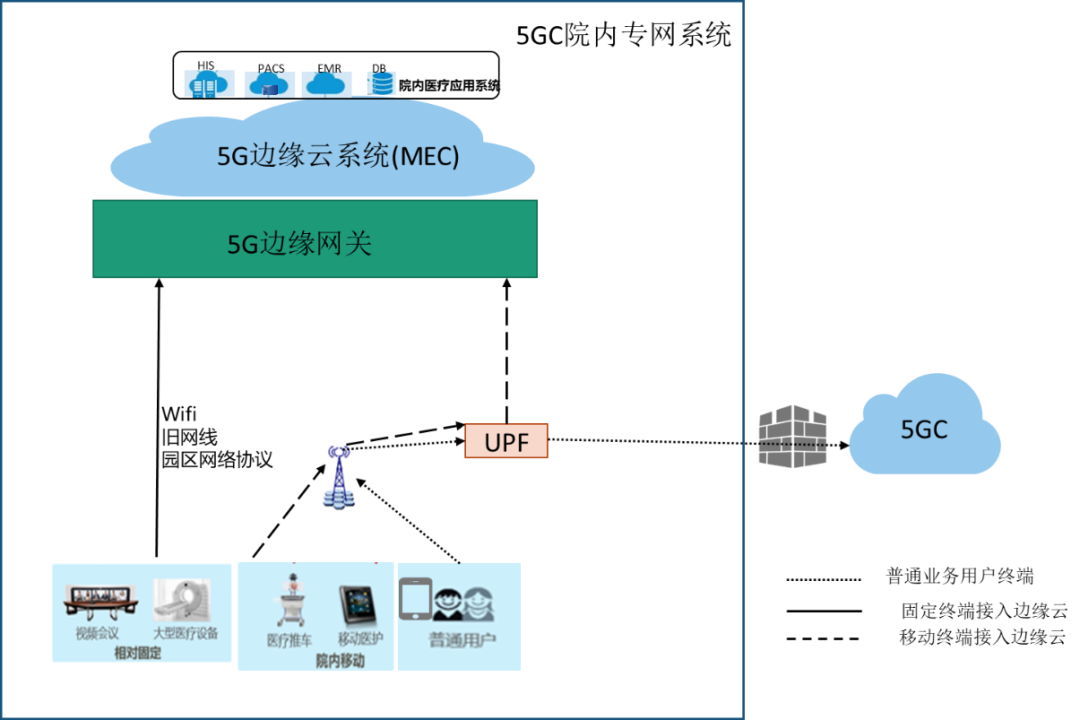 5GC院内专网系统
HIS
PACS
EMR
DB
院内医疗应用系统
5G边缘云系统(MEC)
5G边缘网关
Wifi
旧网线
园区网络协议
UPF
5GC
视频会议
大型医疗设备
相对固定
医疗推车
移动医护
院内移动
普通用户
普通业务用户终端
固定终端接入边缘云
移动终端接入边缘云